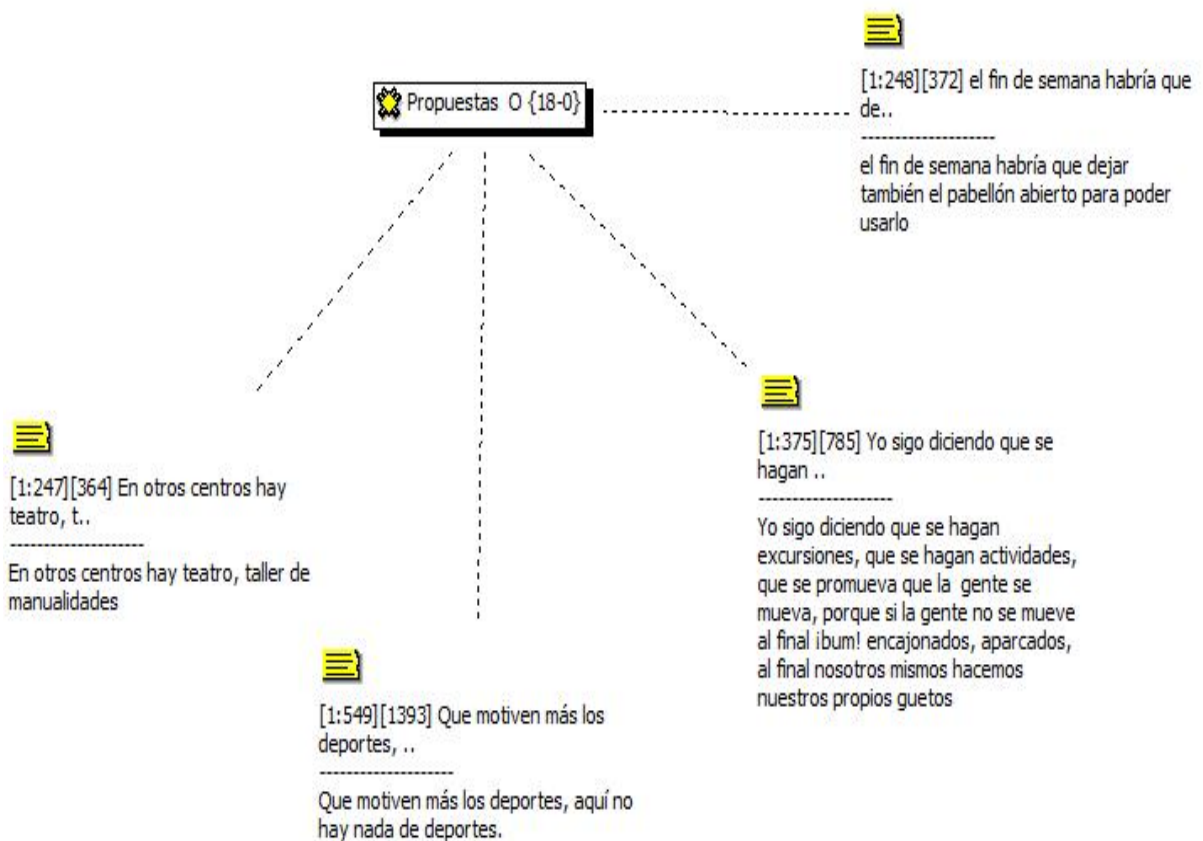 Propuestas O {18-0}
[1:248][372] el fin de semana habría que
de..
--------------------
el fin de semana habría que dejar
también el pabellón abierto para poder
usarlo
[1:247][364] En otros centros hay
teatro, t..
--------------------
En otros centros hay teatro, taller de
manualidades
[1:549][1393] Que motiven más los
deportes, ..
--------------------
Que motiven más los deportes, aquí no
hay nada de deportes.
[1:375][785] Yo sigo diciendo que se
hagan ..
--------------------
Yo sigo diciendo que se hagan
excursiones, que se hagan actividades,
que se promueva que la  gente se
mueva, porque si la gente no se mueve
al final ¡bum! encajonados, aparcados,
al final nosotros mismos hacemos
nuestros propios guetos